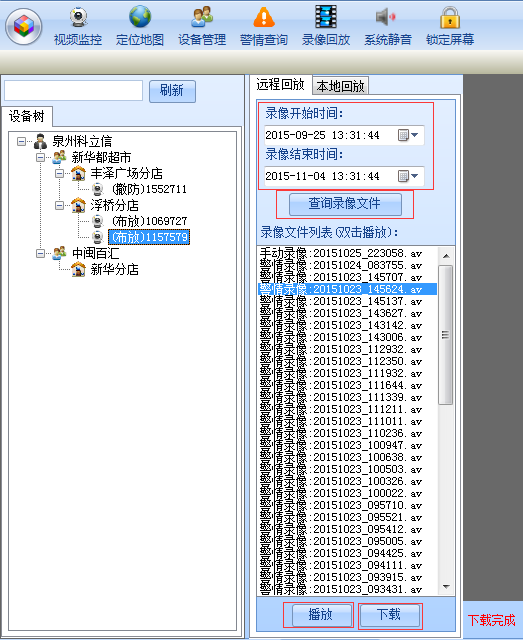 视频监控 定位地图 设备管理 警情查询 录像回放 系统静音 锁定屏幕
刷新
设备树
泉州科立信
新华都超市
丰泽广场分店
(撤防)1552711
浮桥分店
(布放)1069727
(布放)1157579
中闽百汇
新华分店
远程回放 本地回放
录像开始时间:
2015-09-25 13:31:44
录像结束时间:
2015-11-04 13:31:44
查询录像文件
录像文件列表(双击播放):
手动录像:20151025_223058.av
警情录像:20151024_083755.av
警情录像:20151023_145707.av
警情录像:20151023_145624.av
警情录像:20151023_145137.av
警情录像:20151023_143627.av
警情录像:20151023_143142.av
警情录像:20151023_143006.av
警情录像:20151023_112932.av
警情录像:20151023_112350.av
警情录像:20151023_111932.av
警情录像:20151023_111644.av
警情录像:20151023_111339.av
警情录像:20151023_111211.av
警情录像:20151023_111011.av
警情录像:20151023_110236.av
警情录像:20151023_100947.av
警情录像:20151023_100638.av
警情录像:20151023_100503.av
警情录像:20151023_100326.av
警情录像:20151023_100022.av
警情录像:20151023_095710.av
警情录像:20151023_095521.av
警情录像:20151023_095412.av
警情录像:20151023_095005.av
警情录像:20151023_094425.av
警情录像:20151023_094111.av
警情录像:20151023_093915.av
警情录像:20151023_093431.av
播放 下载
下载完成